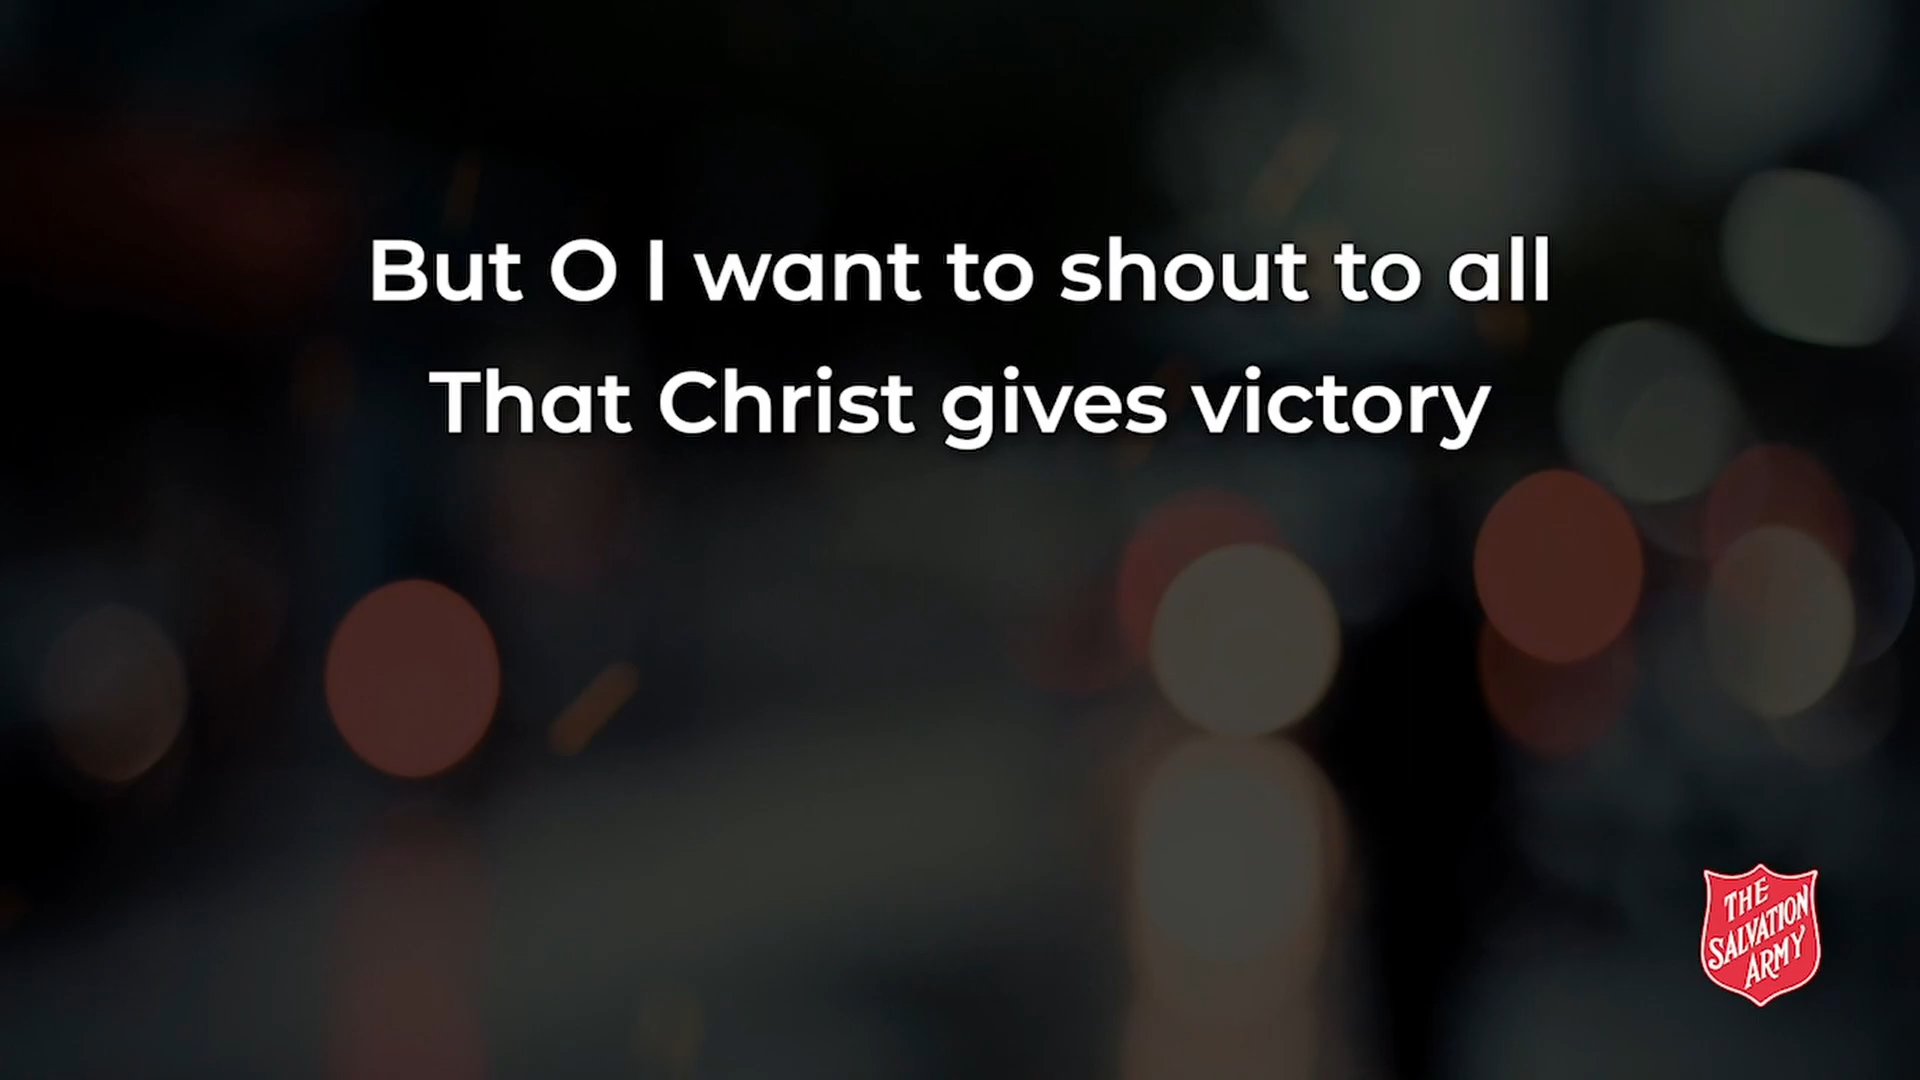 But O I want to shout to all
That Christ gives victory
THE
SALVATION
ARMY